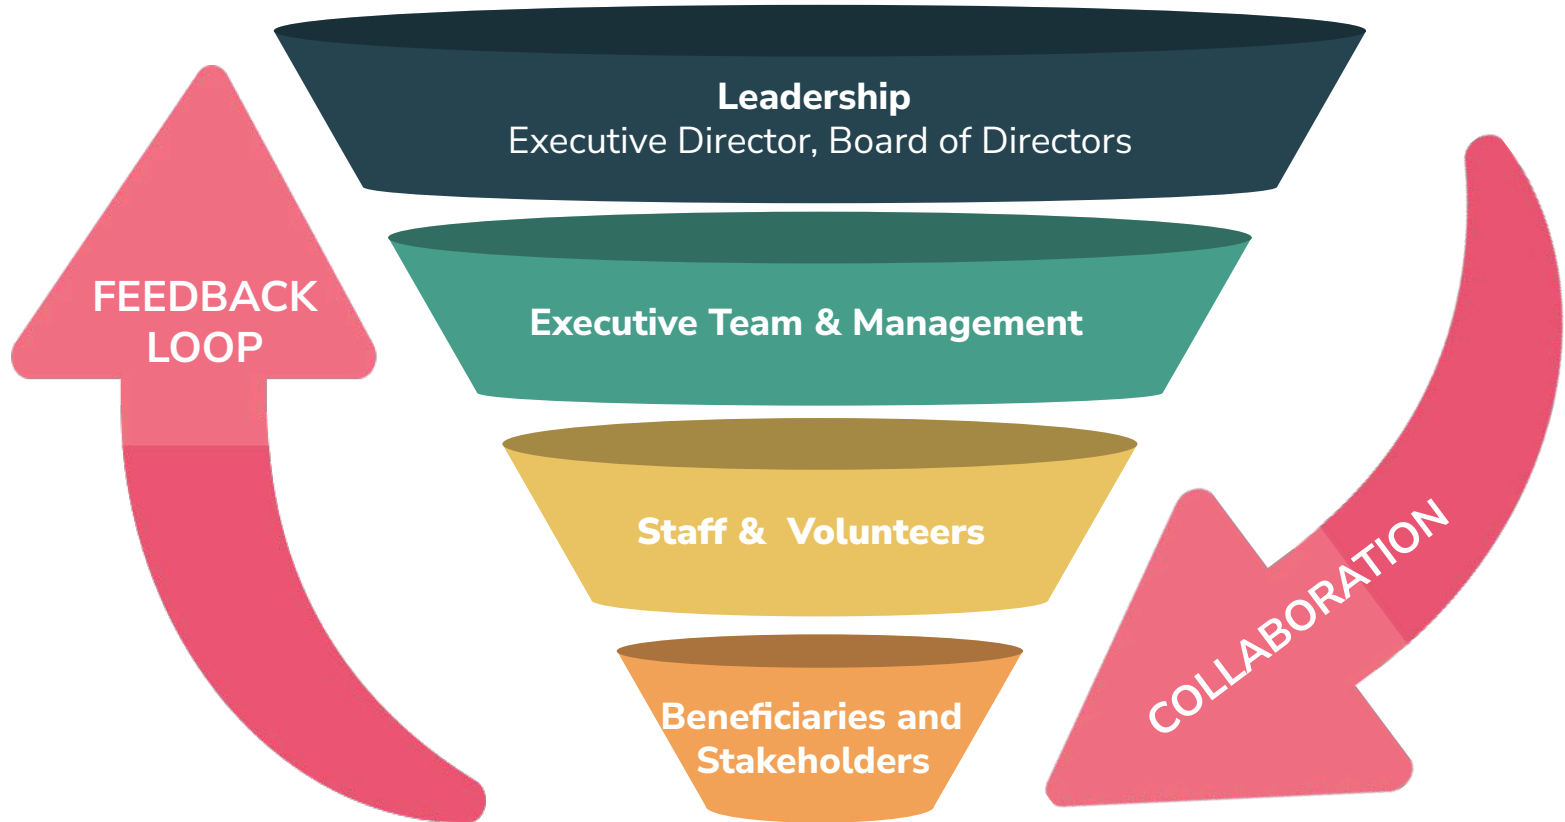 Leadership
Executive Director, Board of Directors
FEEDBACK
LOOP
Executive Team & Management
Staff &  Volunteers
COLLABORATION
Beneficiaries and
Stakeholders